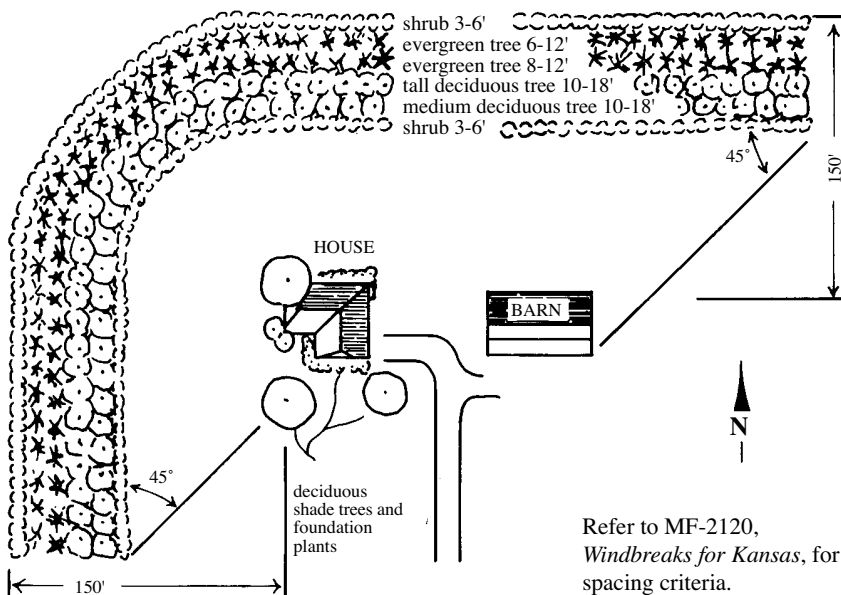 shrub 3-6'
evergreen tree 6-12'
evergreen tree 8-12'
tall deciduous tree 10-18'
medium deciduous tree 10-18'
shrub 3-6'
45°
150'
HOUSE
BARN
N
45°
deciduous
shade trees and
foundation
plants
Refer to MF-2120,
Windbreaks for Kansas, for
spacing criteria.
150'